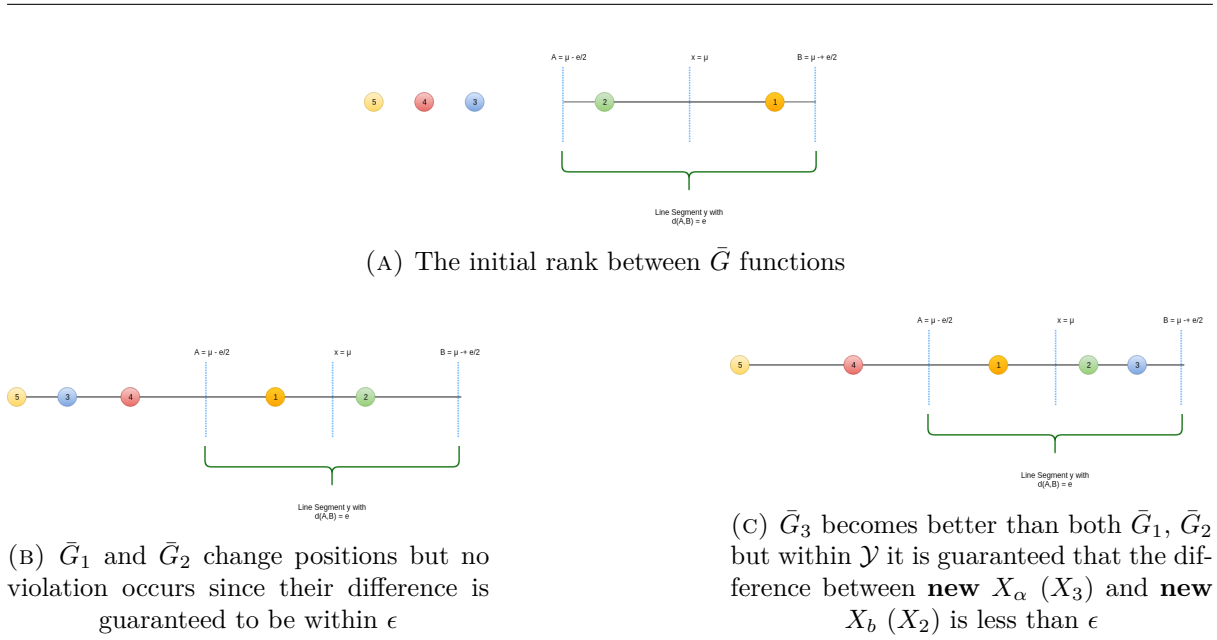 A = μ - e/2
x = μ
B = μ -+ e/2
5
4
3
2
1
Line Segment y with
d(A,B) = e
(A) The initial rank between Ḡ functions
A = μ - e/2
x = μ
B = μ -+ e/2
5
3
4
1
2
Line Segment y with
d(A,B) = e
(B) Ḡ₁ and Ḡ₂ change positions but no
violation occurs since their difference is
guaranteed to be within ϵ
A = μ - e/2
x = μ
B = μ -+ e/2
5
4
1
2
3
Line Segment y with
d(A,B) = e
(C) Ḡ₃ becomes better than both Ḡ₁, Ḡ₂
but within 𝒴 it is guaranteed that the dif-
ference between new Xα (X₃) and new
X_b (X₂) is less than ϵ